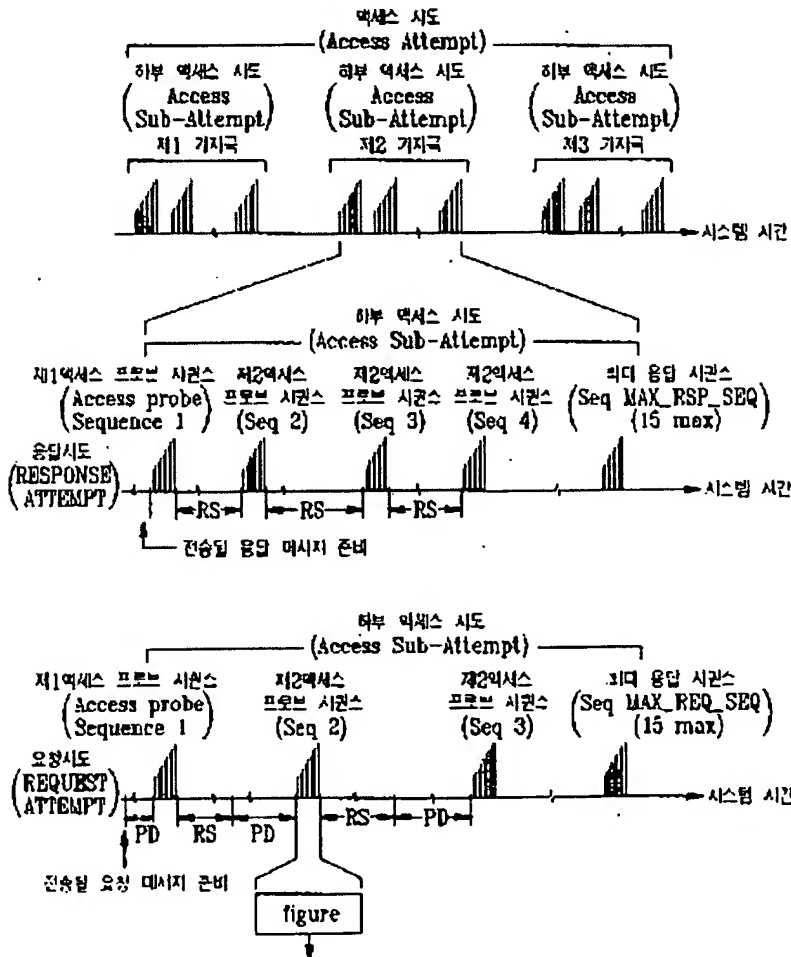 액세스 시도
(Access Attempt)
하부 액세스 시도 하부 액세스 시도 하부 액세스 시도
(Access Sub-Attempt) (Access Sub-Attempt) (Access Sub-Attempt)
제1 기지국 제2 기지국 제3 기지국
시스템 시간
하부 액세스 시도
(Access Sub-Attempt)
제1액세스 프로브 시퀀스 제2액세스 제2액세스 제2액세스 최대 응답 시퀀스
(Access probe Sequence 1) 프로브 시퀀스 프로브 시퀀스 프로브 시퀀스 (Seq MAX_RSP_SEQ
(Seq 2) (Seq 3) (Seq 4) (15 max)
응답시도
(RESPONSE ATTEMPT)
시스템 시간
RS RS RS
전송될 응답 메시지 준비
하부 액세스 시도
(Access Sub-Attempt)
제1액세스 프로브 시퀀스 제2액세스 제2액세스 최대 응답 시퀀스
(Access probe Sequence 1) 프로브 시퀀스 프로브 시퀀스 (Seq MAX_REQ_SEQ
(Seq 2) (Seq 3) (15 max)
요청시도
(REQUEST ATTEMPT)
시스템 시간
PD RS PD RS PD
전송될 요청 메시지 준비
figure